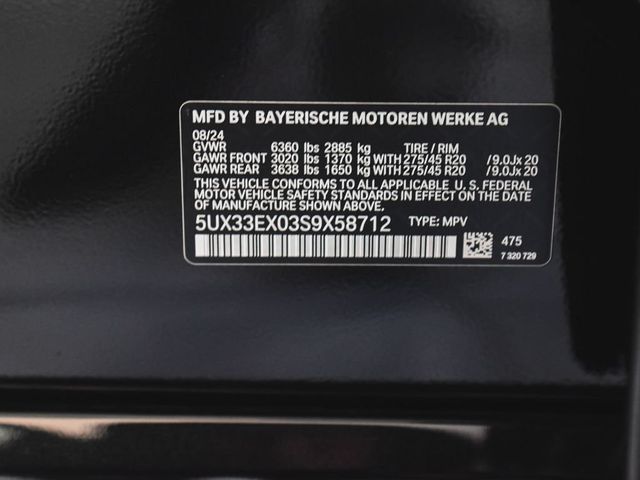 MFD BY BAYERISCHE MOTOREN WERKE AG
08/24
GVWR 6360 lbs 2885 kg TIRE / RIM
GAWR FRONT 3020 lbs 1370 kg WITH 275/45 R20 /9.0Jx 20
GAWR REAR 3638 lbs 1650 kg WITH 275/45 R20 /9.0Jx 20
THIS VEHICLE CONFORMS TO ALL APPLICABLE U. S. FEDERAL
MOTOR VEHICLE SAFETY STANDARDS IN EFFECT ON THE DATE
OF MANUFACTURE SHOWN ABOVE.
5UX33EX03S9X58712 TYPE: MPV
475
7 320 729